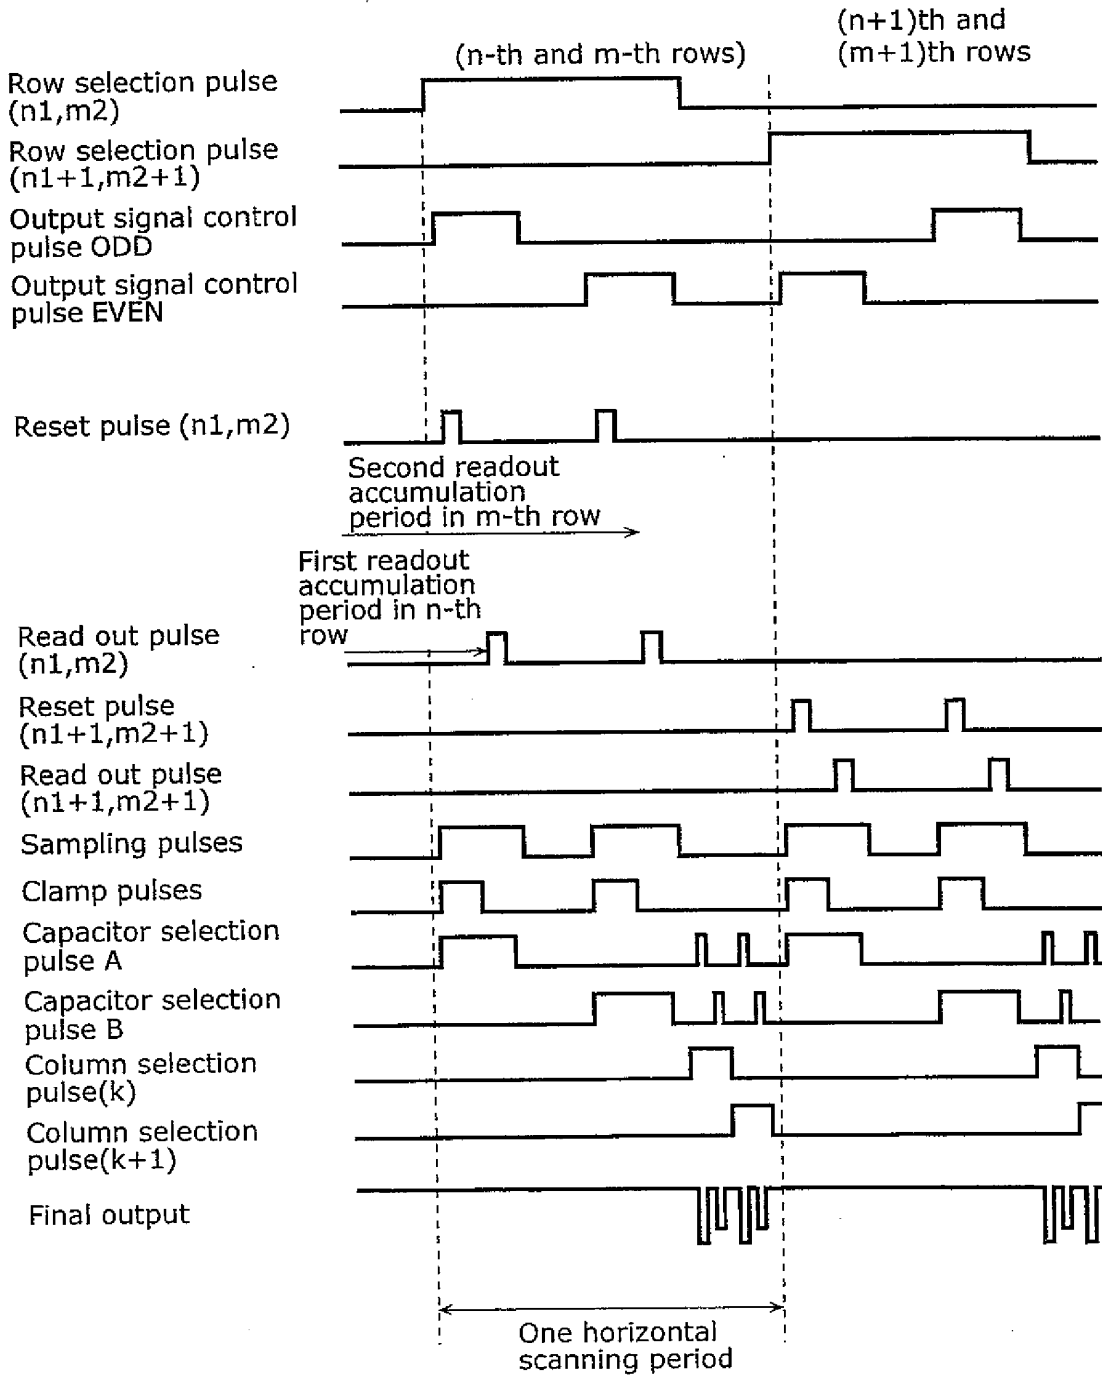 (n+1)th and
(n-th and m-th rows)
(m+1)th rows
Row selection pulse
(n1,m2)
Row selection pulse
(n1+1,m2+1)
Output signal control
pulse ODD
Output signal control
pulse EVEN
Reset pulse (n1,m2)
Second readout
accumulation
period in m-th row
First readout
accumulation
period in n-th
row
Read out pulse
(n1,m2)
Reset pulse
(n1+1,m2+1)
Read out pulse
(n1+1,m2+1)
Sampling pulses
Clamp pulses
Capacitor selection
pulse A
Capacitor selection
pulse B
Column selection
pulse(k)
Column selection
pulse(k+1)
Final output
One horizontal
scanning period